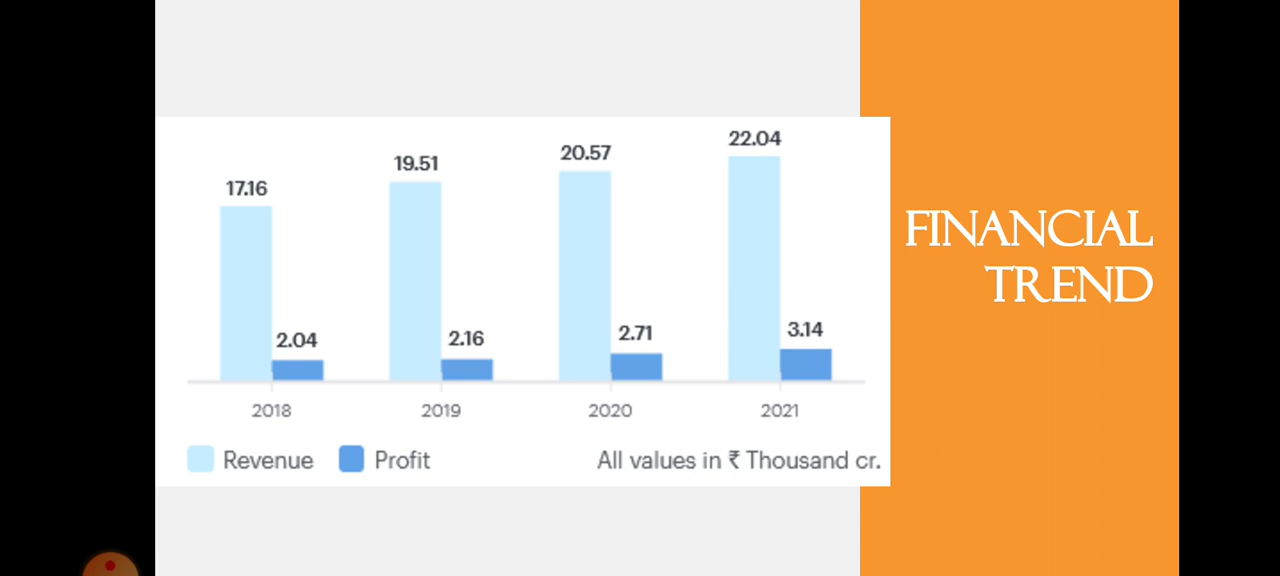 22.04
20.57
19.51
17.16
2.04
2.16
2.71
3.14
2018 2019 2020 2021
Revenue Profit All values in ₹ Thousand cr.
FINANCIAL
TREND